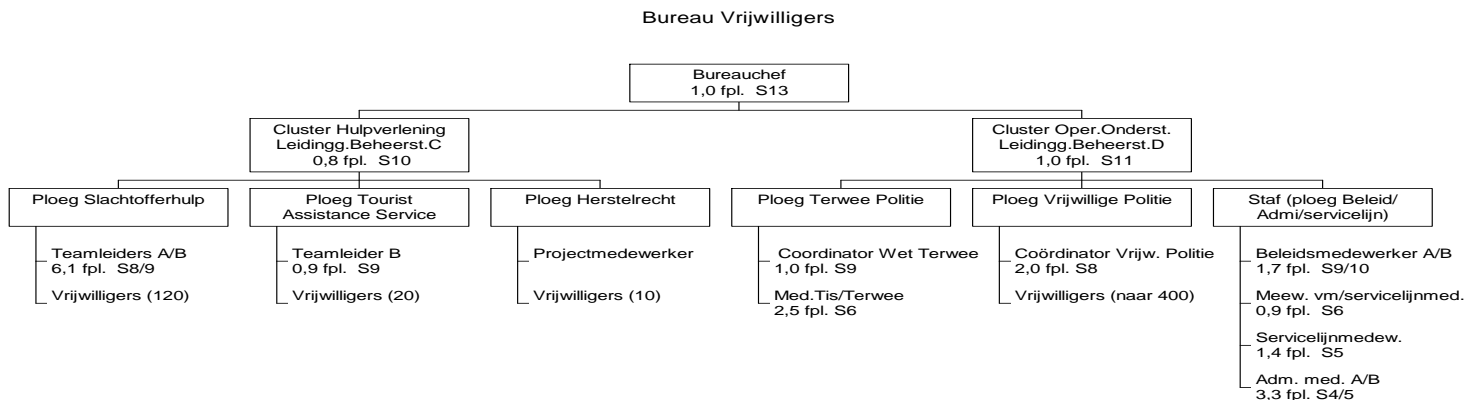 Bureau Vrijwilligers
Bureauchef
1,0 fpl. S13
Cluster Hulpverlening
Leidingg.Beheerst.C
0,8 fpl. S10
Cluster Oper.Onderst.
Leidingg.Beheerst.D
1,0 fpl. S11
Ploeg Slachtofferhulp
Ploeg Tourist
Assistance Service
Ploeg Herstelrecht
Ploeg Terwee Politie
Ploeg Vrijwillige Politie
Staf (ploeg Beleid/
Admi/servicelijn)
Teamleiders A/B
6,1 fpl. S8/9
Vrijwilligers (120)
Teamleider B
0,9 fpl. S9
Vrijwilligers (20)
Projectmedewerker
Vrijwilligers (10)
Coordinator Wet Terwee
1,0 fpl. S9
Med.Tis/Terwee
2,5 fpl. S6
Coördinator Vrijw. Politie
2,0 fpl. S8
Vrijwilligers (naar 400)
Beleidsmedewerker A/B
1,7 fpl. S9/10
Meew. vm/servicelijnmed.
0,9 fpl. S6
Servicelijnmedew.
1,4 fpl. S5
Adm. med. A/B
3,3 fpl. S4/5